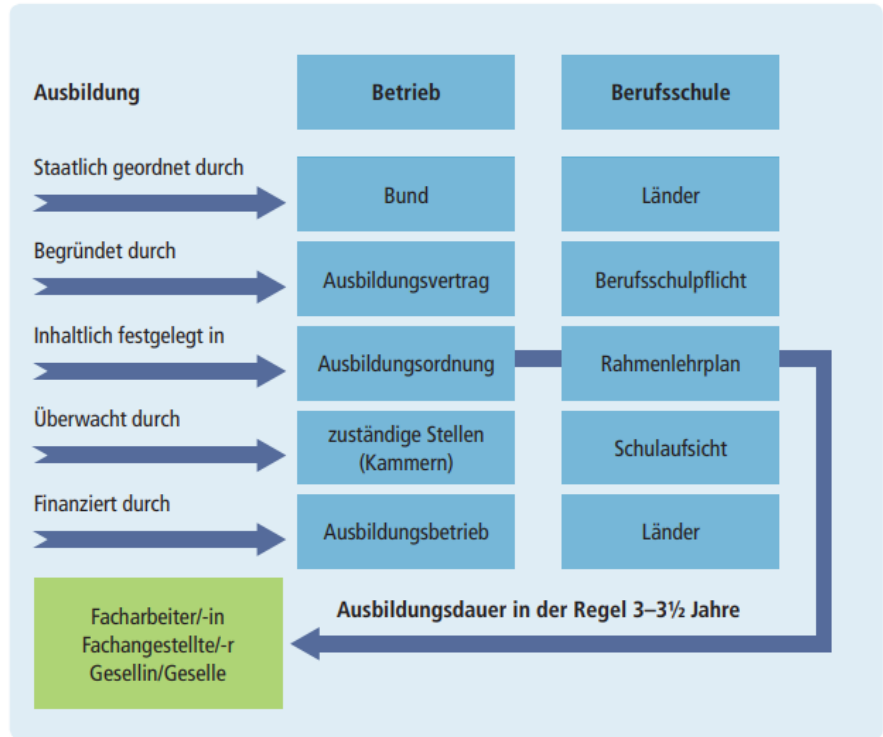 Ausbildung
Betrieb
Berufsschule
Staatlich geordnet durch
Bund
Länder
Begründet durch
Ausbildungsvertrag
Berufsschulpflicht
Inhaltlich festgelegt in
Ausbildungsordnung
Rahmenlehrplan
Überwacht durch
zuständige Stellen
(Kammern)
Schulaufsicht
Finanziert durch
Ausbildungsbetrieb
Länder
Facharbeiter/-in
Fachangestellte/-r
Gesellin/Geselle
Ausbildungsdauer in der Regel 3–3½ Jahre